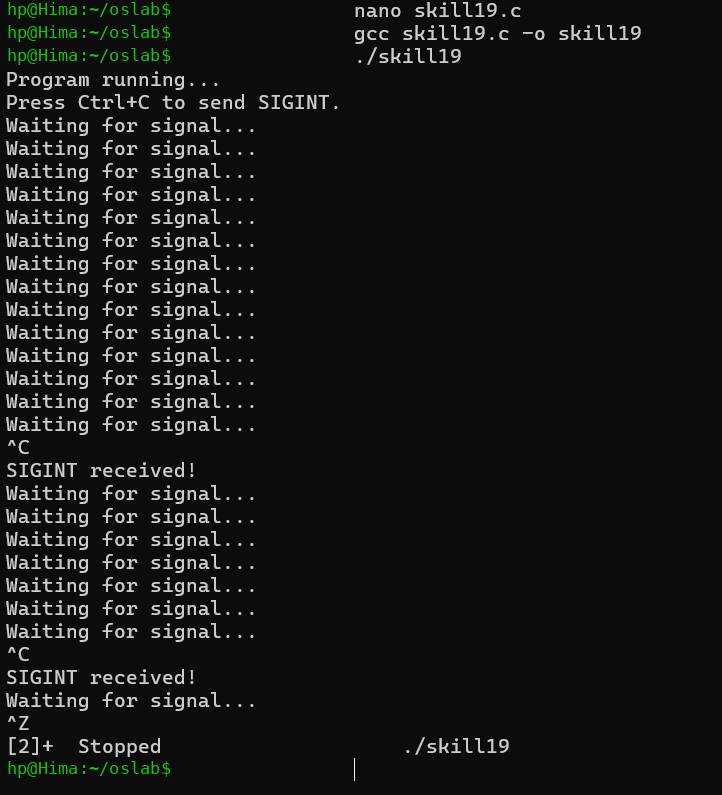 hp@Hima:~/oslab$ nano skill19.c
hp@Hima:~/oslab$ gcc skill19.c -o skill19
hp@Hima:~/oslab$ ./skill19
Program running...
Press Ctrl+C to send SIGINT.
Waiting for signal...
Waiting for signal...
Waiting for signal...
Waiting for signal...
Waiting for signal...
Waiting for signal...
Waiting for signal...
Waiting for signal...
Waiting for signal...
Waiting for signal...
Waiting for signal...
Waiting for signal...
Waiting for signal...
Waiting for signal...
^C
SIGINT received!
Waiting for signal...
Waiting for signal...
Waiting for signal...
Waiting for signal...
Waiting for signal...
Waiting for signal...
Waiting for signal...
^C
SIGINT received!
Waiting for signal...
^Z
[2]+  Stopped                    ./skill19
hp@Hima:~/oslab$